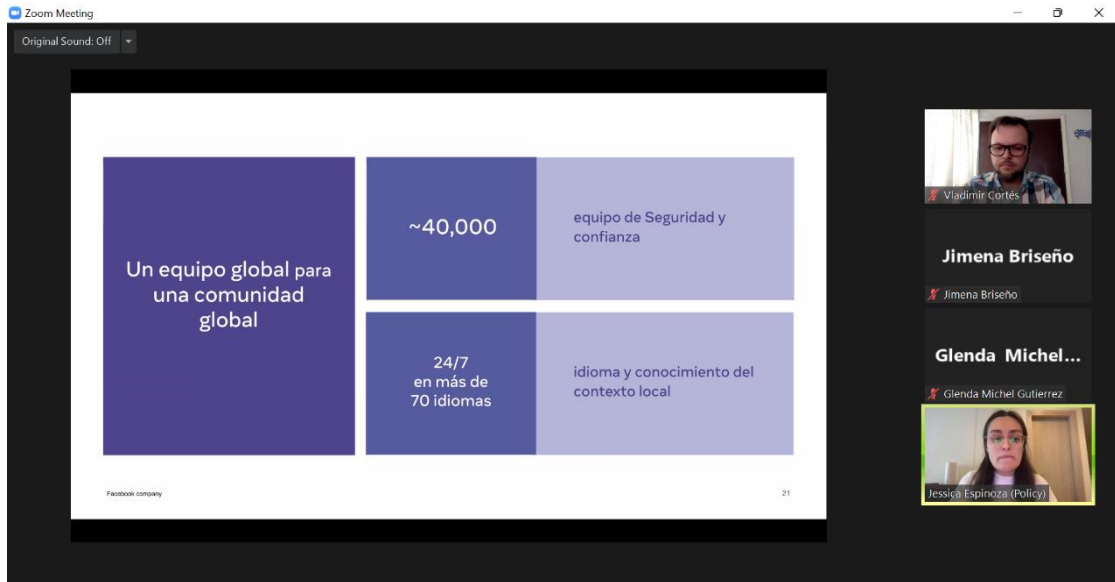 Zoom Meeting
Original Sound: Off
Un equipo global para
una comunidad
global
~40,000
equipo de Seguridad y
confianza
24/7
en más de
70 idiomas
idioma y conocimiento del
contexto local
Facebook company
21
Vladimir Cortés
Jimena Briseño
Jimena Briseño
Glenda Michel...
Glenda Michel Gutierrez
Jessica Espinoza (Policy)